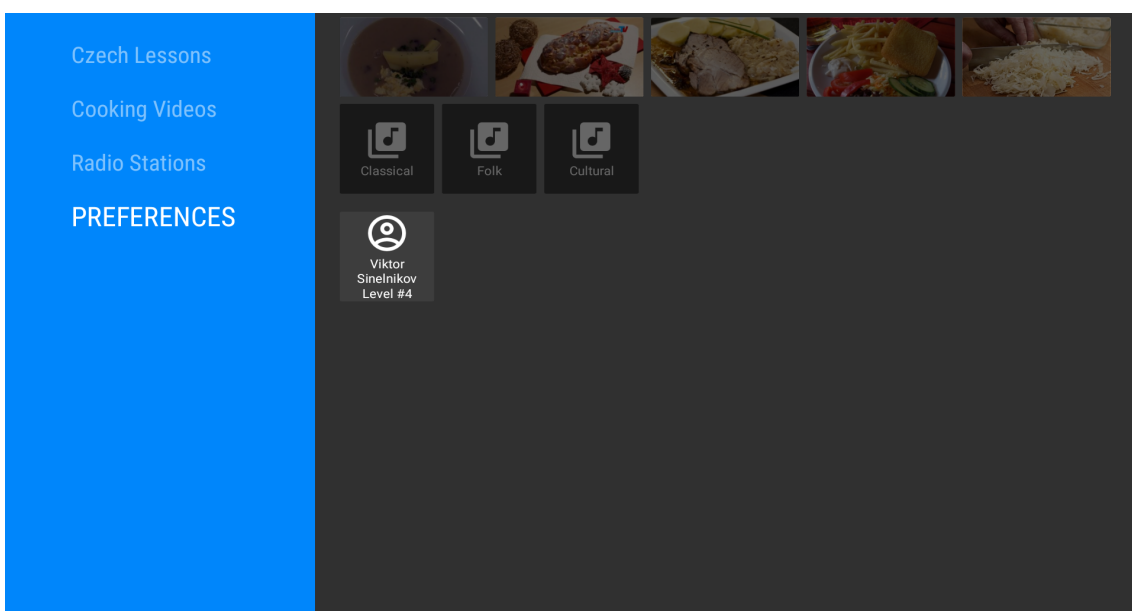 Czech Lessons
Cooking Videos
Radio Stations
PREFERENCES
Classical
Folk
Cultural
Viktor
Sinelnikov
Level #4